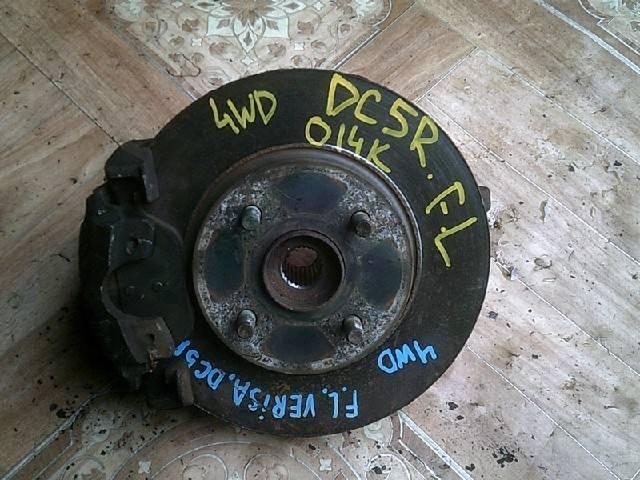 4WD
DC5R. F.L
014K
4WD
F.L. VERiSA. DC5R